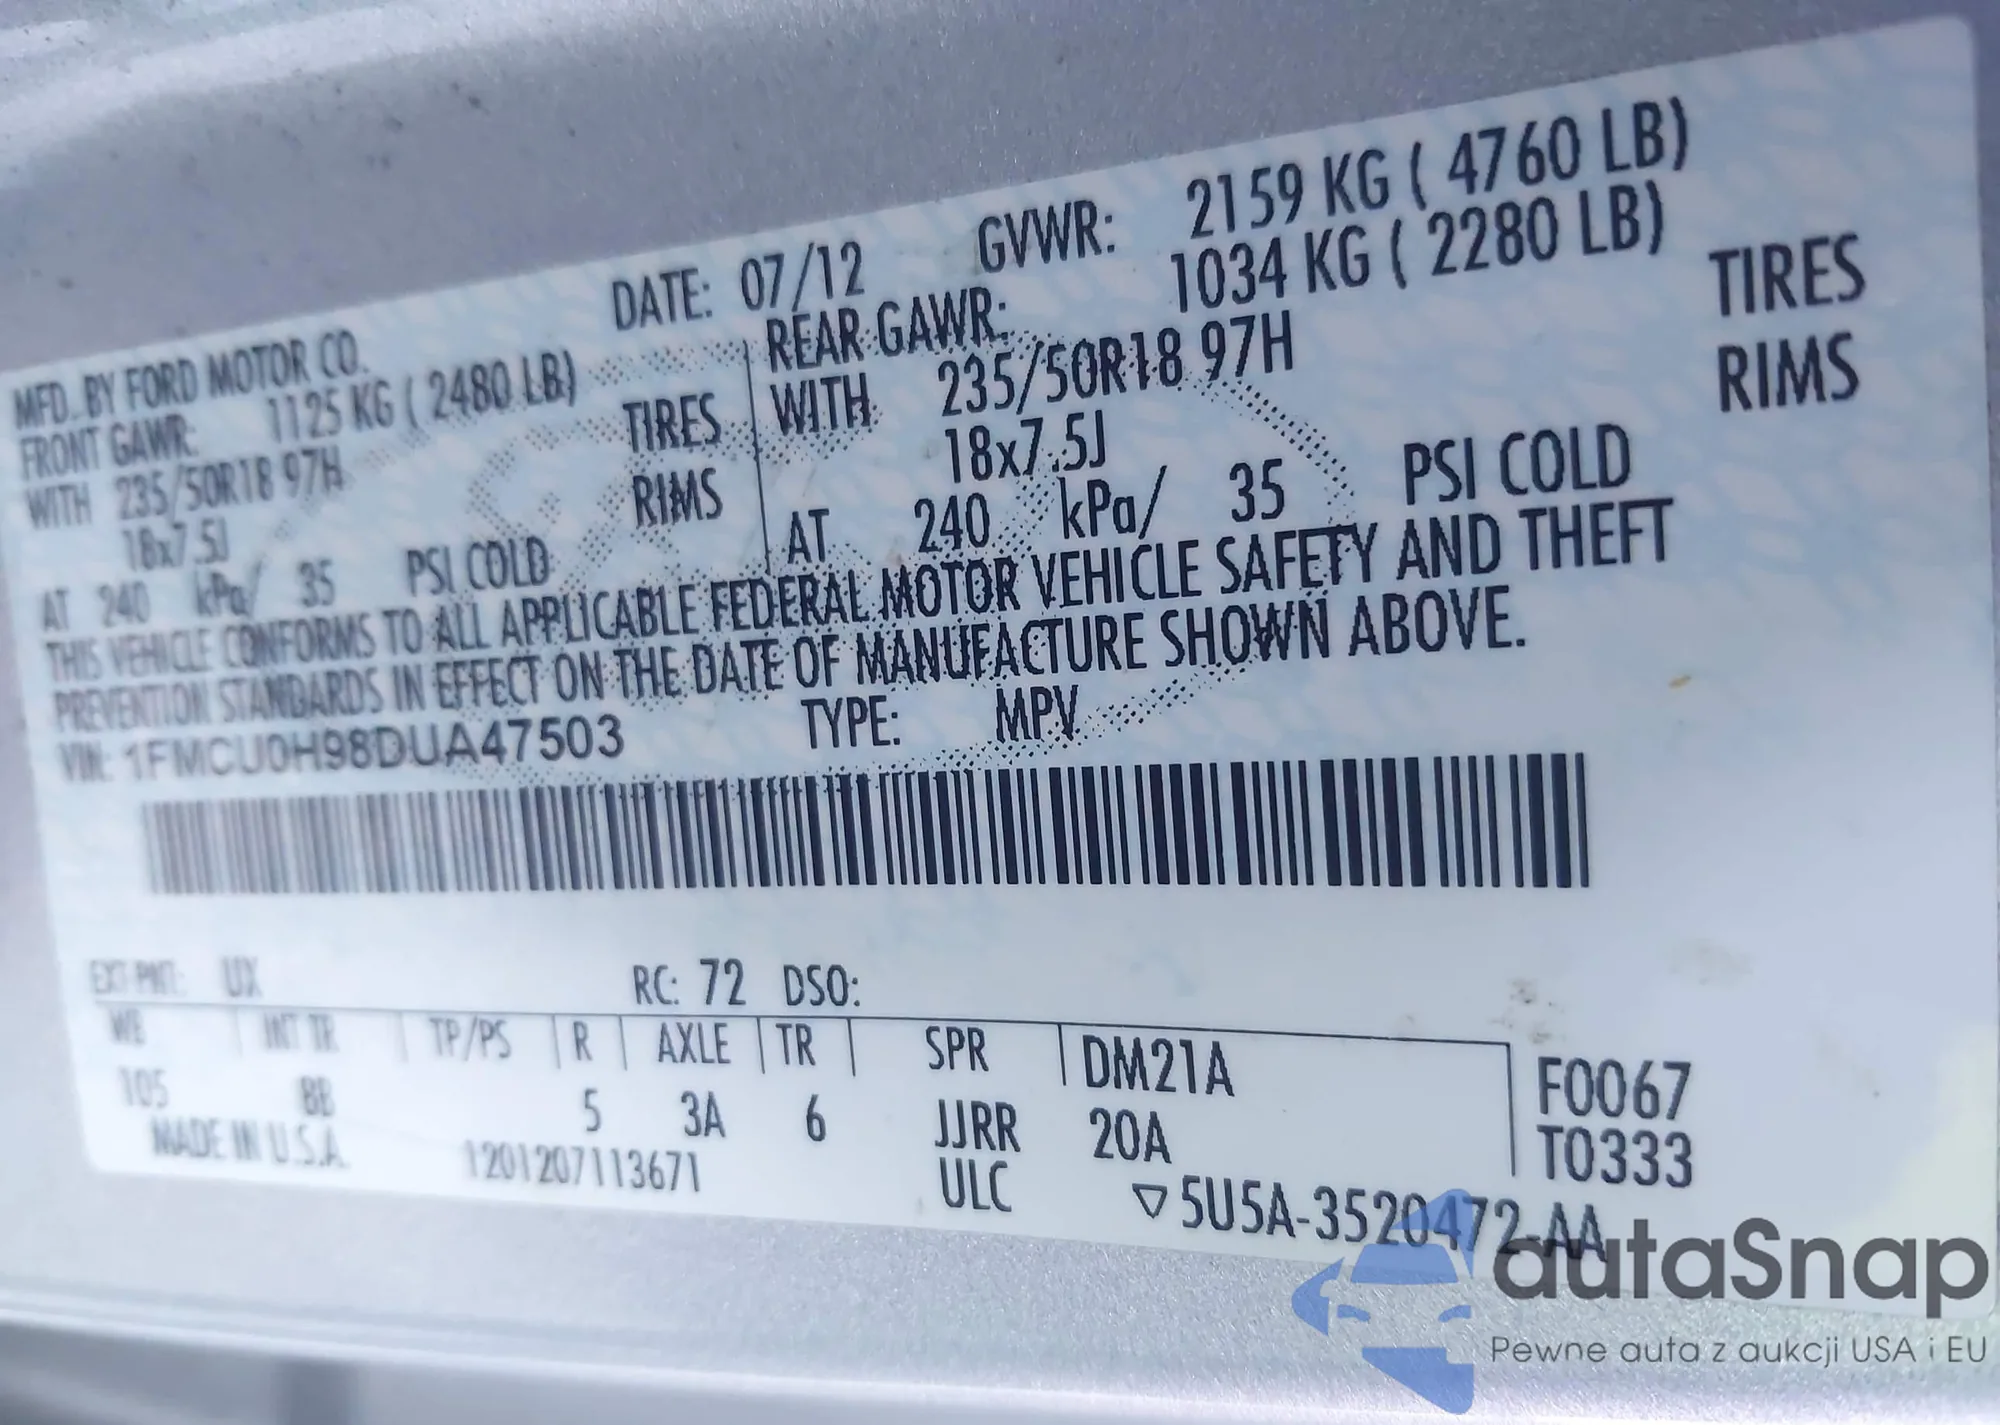 MFD. BY FORD MOTOR CO.
DATE: 07/12
GVWR: 2159 KG ( 4760 LB)
FRONT GAWR: 1125 KG ( 2480 LB)
REAR GAWR: 1034 KG ( 2280 LB)
WITH 235/50R18 97H TIRES
WITH 235/50R18 97H TIRES
18x7.5J RIMS
18x7.5J RIMS
AT 240 kPa/ 35 PSI COLD
AT 240 kPa/ 35 PSI COLD
THIS VEHICLE CONFORMS TO ALL APPLICABLE FEDERAL MOTOR VEHICLE SAFETY AND THEFT
PREVENTION STANDARDS IN EFFECT ON THE DATE OF MANUFACTURE SHOWN ABOVE.
VIN: 1FMCU0H98DUA47503 TYPE: MPV
EXT PNT: UX RC: 72 DSO:
WB INT TR TP/PS R AXLE TR SPR DM21A F0067
105 8B 5 3A 6 JJRR 20A T0333
MADE IN U.S.A. 1201207113671 ULC ▽5U5A-3520472-AA
autaSnap
Pewne auta z aukcji USA i EU